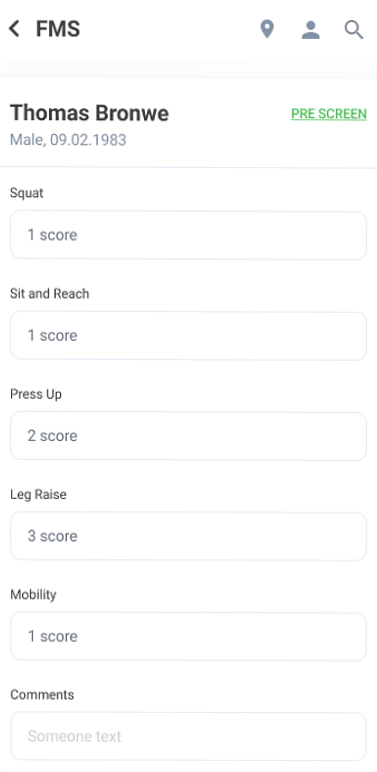 FMS
Thomas Bronwe
PRE SCREEN
Male, 09.02.1983
Squat
1 score
Sit and Reach
1 score
Press Up
2 score
Leg Raise
3 score
Mobility
1 score
Comments
Someone text